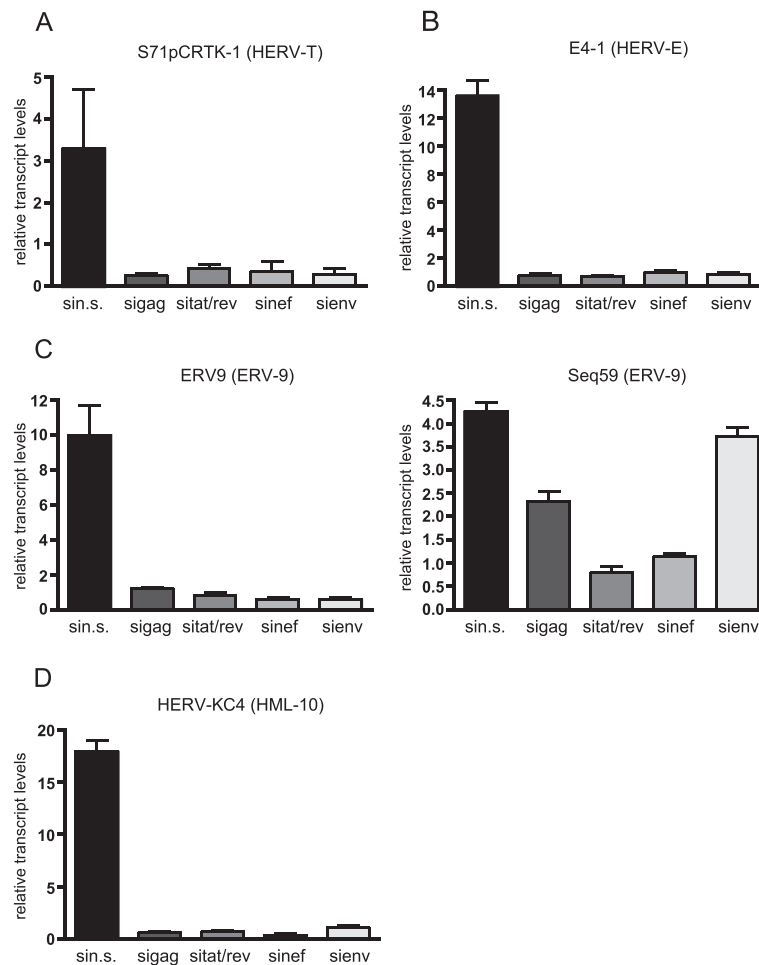 A
S71pCRTK-1 (HERV-T)
relative transcript levels
5
4
3
2
1
0
sin.s. sigag sitat/rev sinef sienv
B
E4-1 (HERV-E)
relative transcript levels
14
12
10
8
6
4
2
0
sin.s. sigag sitat/rev sinef sienv
C
ERV9 (ERV-9)
relative transcript levels
12
10
8
6
4
2
0
sin.s. sigag sitat/rev sinef sienv
Seq59 (ERV-9)
relative transcript levels
4.5
4.0
3.5
3.0
2.5
2.0
1.5
1.0
0.5
0.0
sin.s. sigag sitat/rev sinef sienv
D
HERV-KC4 (HML-10)
relative transcript levels
20
15
10
5
0
sin.s. sigag sitat/rev sinef sienv